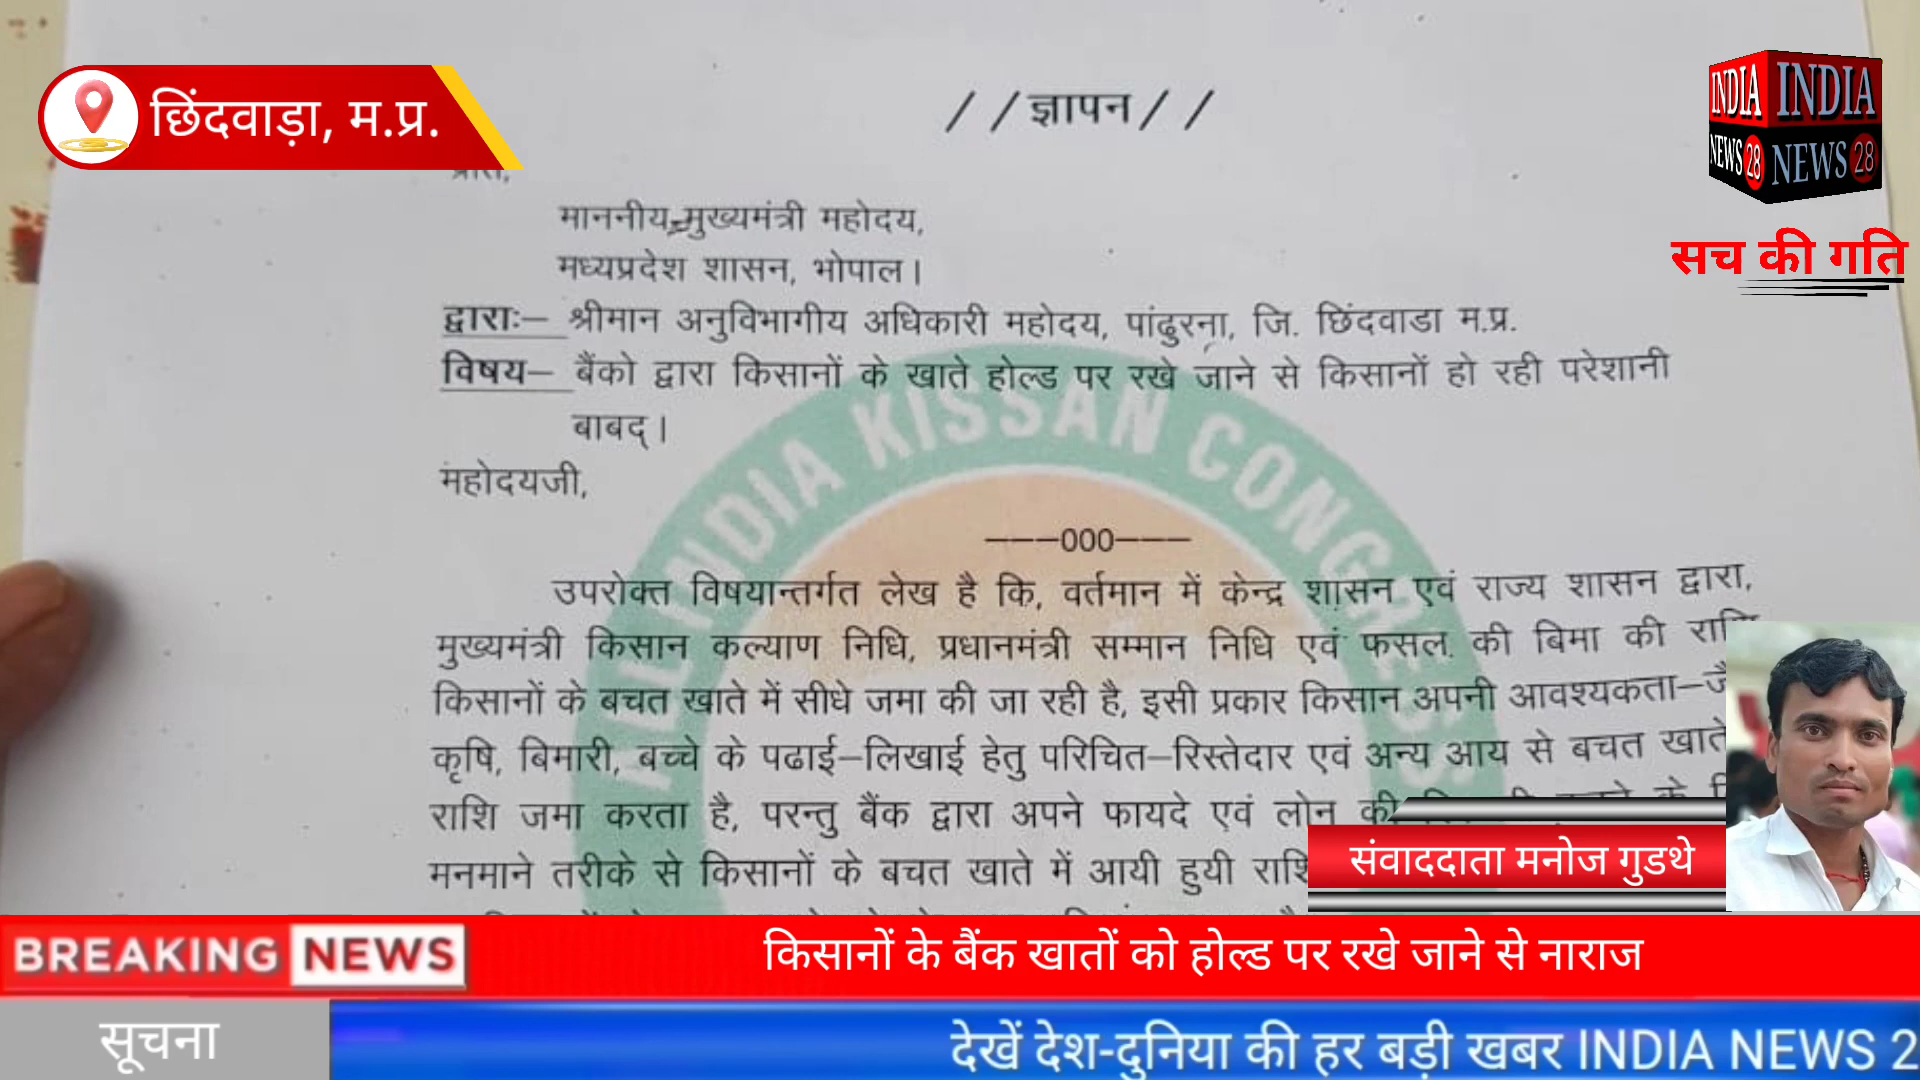 छिंदवाड़ा, म.प्र.
INDIA INDIA
NEWS 28 NEWS 28
सच की गति
//ज्ञापन//
माननीय मुख्यमंत्री महोदय,
मध्यप्रदेश शासन, भोपाल।
द्वाराः– श्रीमान अनुविभागीय अधिकारी महोदय, पांढुरना, जि. छिंदवाडा म.प्र.
विषय– बैंको द्वारा किसानों के खाते होल्ड पर रखे जाने से किसानों हो रही परेशानी
बाबद्।
महोदयजी,
–––000–––
ALL INDIA KISSAN CONGRESS
उपरोक्त विषयान्तर्गत लेख है कि, वर्तमान में केन्द्र शासन एवं राज्य शासन द्वारा,
मुख्यमंत्री किसान कल्याण निधि, प्रधानमंत्री सम्मान निधि एवं फसल की बिमा की
किसानों के बचत खाते में सीधे जमा की जा रही है, इसी प्रकार किसान अपनी आवश्यकता–
कृषि, बिमारी, बच्चे के पढाई–लिखाई हेतु परिचित–रिस्तेदार एवं अन्य आय से बचत खाते
राशि जमा करता है, परन्तु बैंक द्वारा अपने फायदे एवं लोन की
मनमाने तरीके से किसानों के बचत खाते में आयी हुयी
संवाददाता मनोज गुडथे
BREAKING NEWS किसानों के बैंक खातों को होल्ड पर रखे जाने से नाराज
सूचना देखें देश-दुनिया की हर बड़ी खबर INDIA NEWS 2